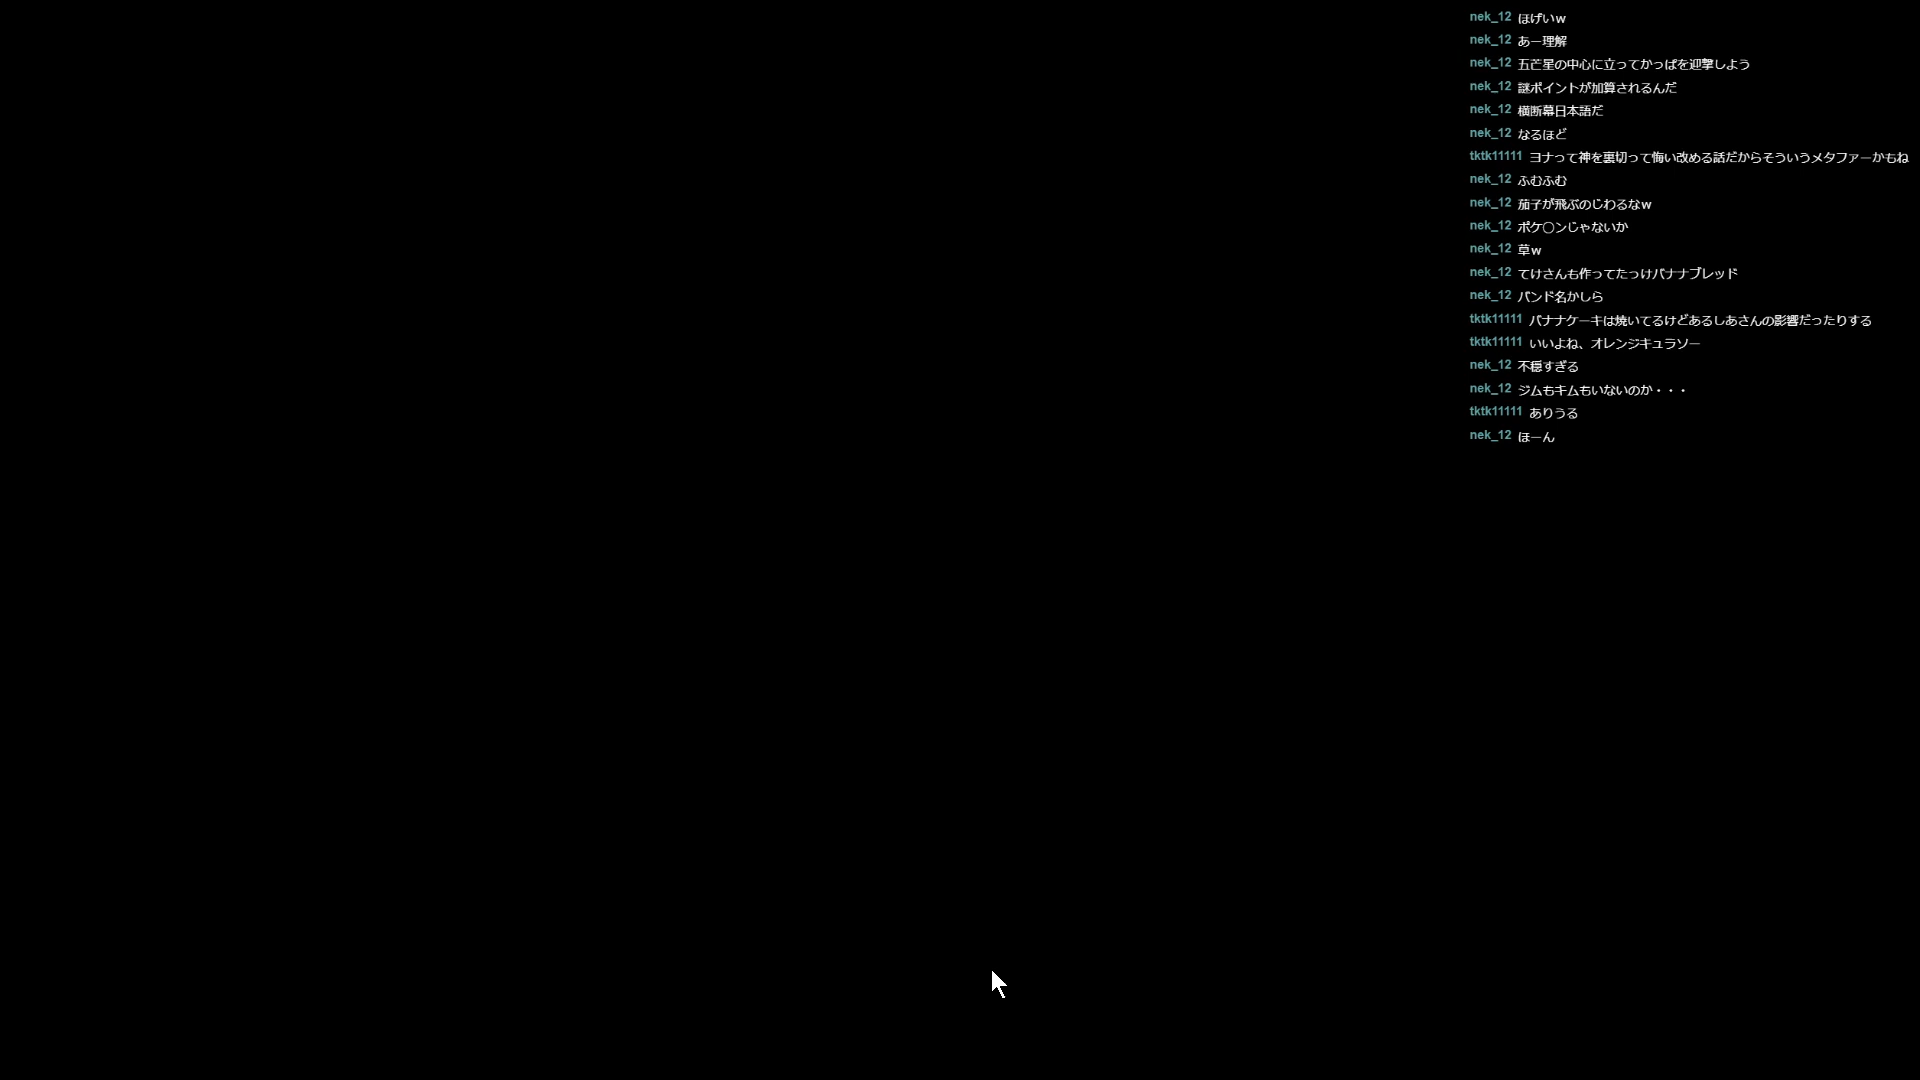 nek_12 ほげいｗ
nek_12 あー理解
nek_12 五芒星の中心に立ってかっぱを迎撃しよう
nek_12 謎ポイントが加算されるんだ
nek_12 横断幕日本語だ
nek_12 なるほど
tktk11111 ヨナって神を裏切って悔い改める話だからそういうメタファーかもね
nek_12 ふむふむ
nek_12 茄子が飛ぶのじわるなｗ
nek_12 ポケ〇ンじゃないか
nek_12 草ｗ
nek_12 てけさんも作ってたっけバナナブレッド
nek_12 バンド名かしら
tktk11111 バナナケーキは焼いてるけどあるしあさんの影響だったりする
tktk11111 いいよね、オレンジキュラソー
nek_12 不穏すぎる
nek_12 ジムもキムもいないのか・・・
tktk11111 ありうる
nek_12 ほーん